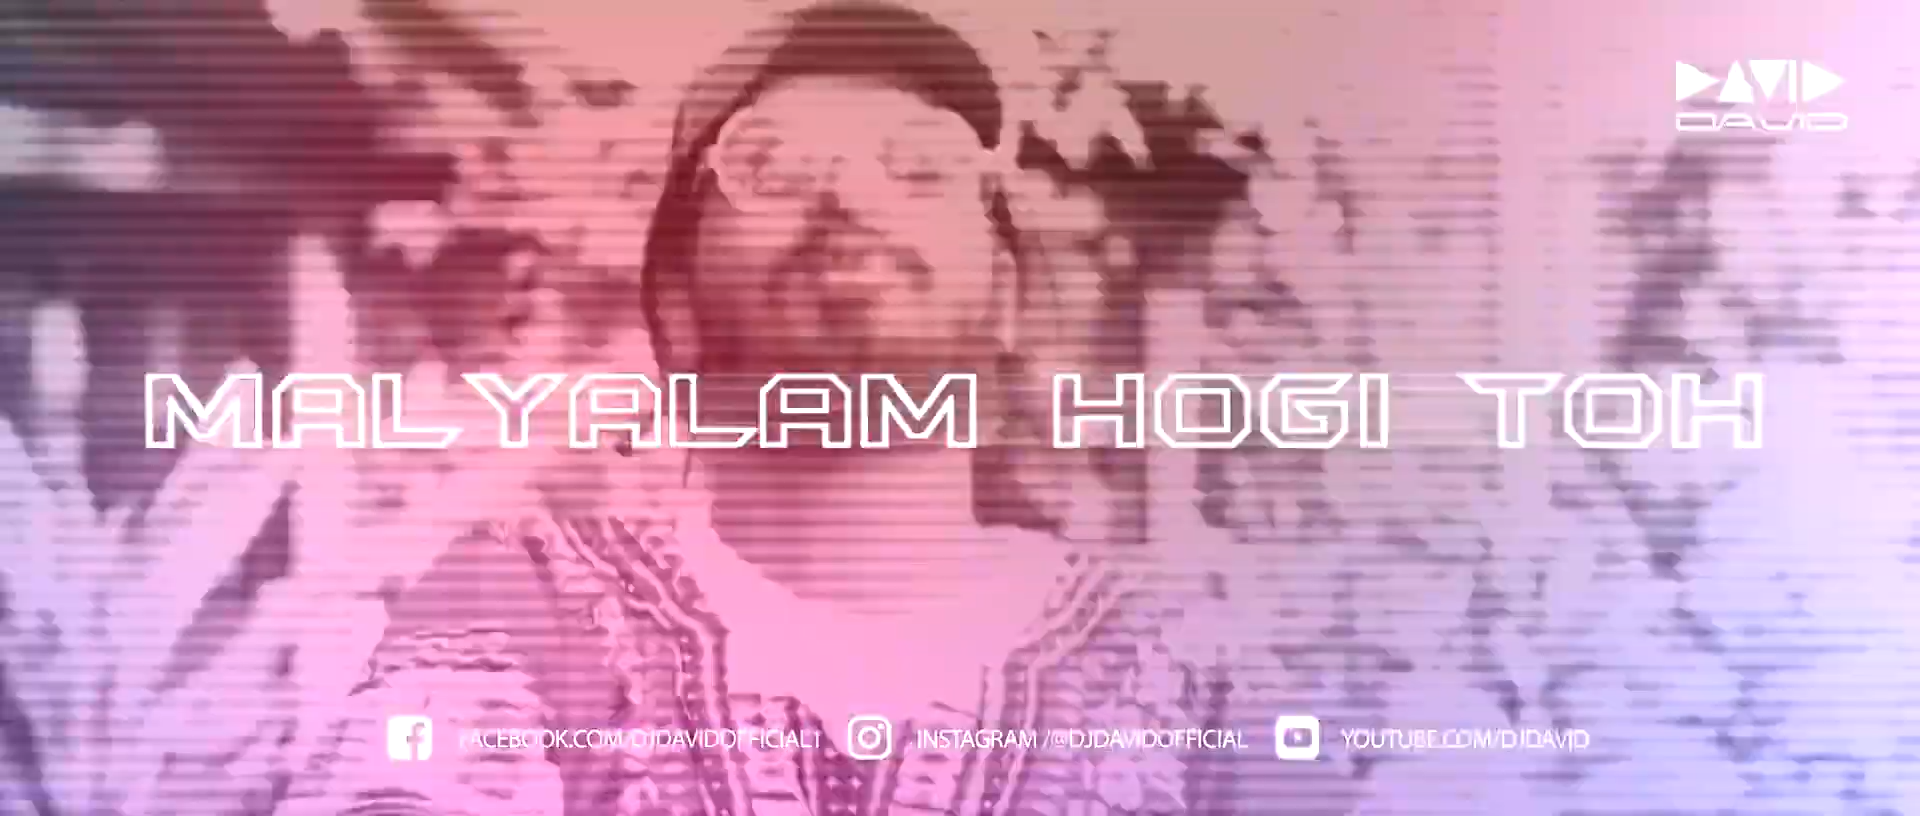 DAVID
DAVID
MALYALAM HOGI TOH
FACEBOOK.COM/DJDAVIDOFFICIAL1 INSTAGRAM /@DJDAVIDOFFICIAL YOUTUBE.COM/DJDAVID